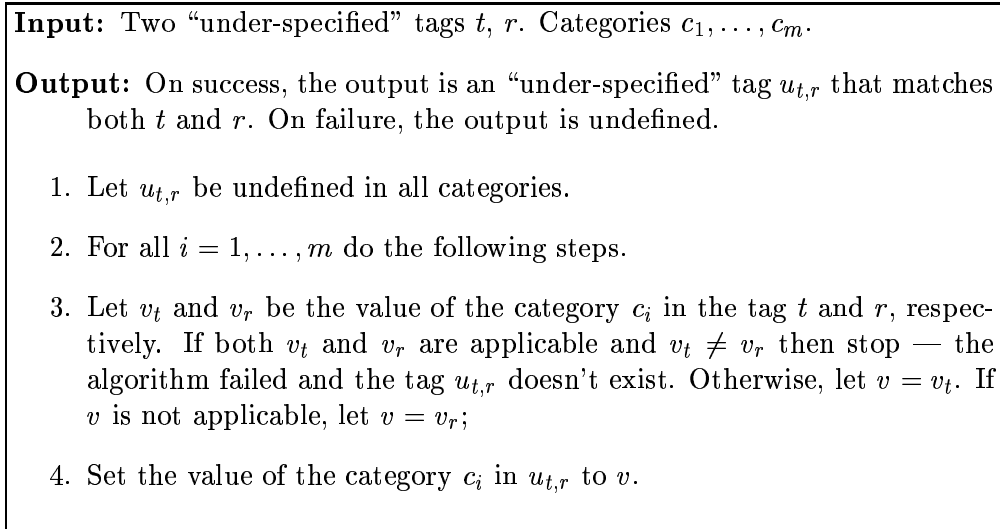 Input: Two “under-specified” tags t, r. Categories c₁, . . . , cₘ.
Output: On success, the output is an “under-specified” tag uₜ,ᵣ that matches
both t and r. On failure, the output is undefined.
1. Let uₜ,ᵣ be undefined in all categories.
2. For all i = 1, . . . , m do the following steps.
3. Let vₜ and vᵣ be the value of the category cᵢ in the tag t and r, respec-
tively. If both vₜ and vᵣ are applicable and vₜ ≠ vᵣ then stop — the
algorithm failed and the tag uₜ,ᵣ doesn't exist. Otherwise, let v = vₜ. If
v is not applicable, let v = vᵣ;
4. Set the value of the category cᵢ in uₜ,ᵣ to v.